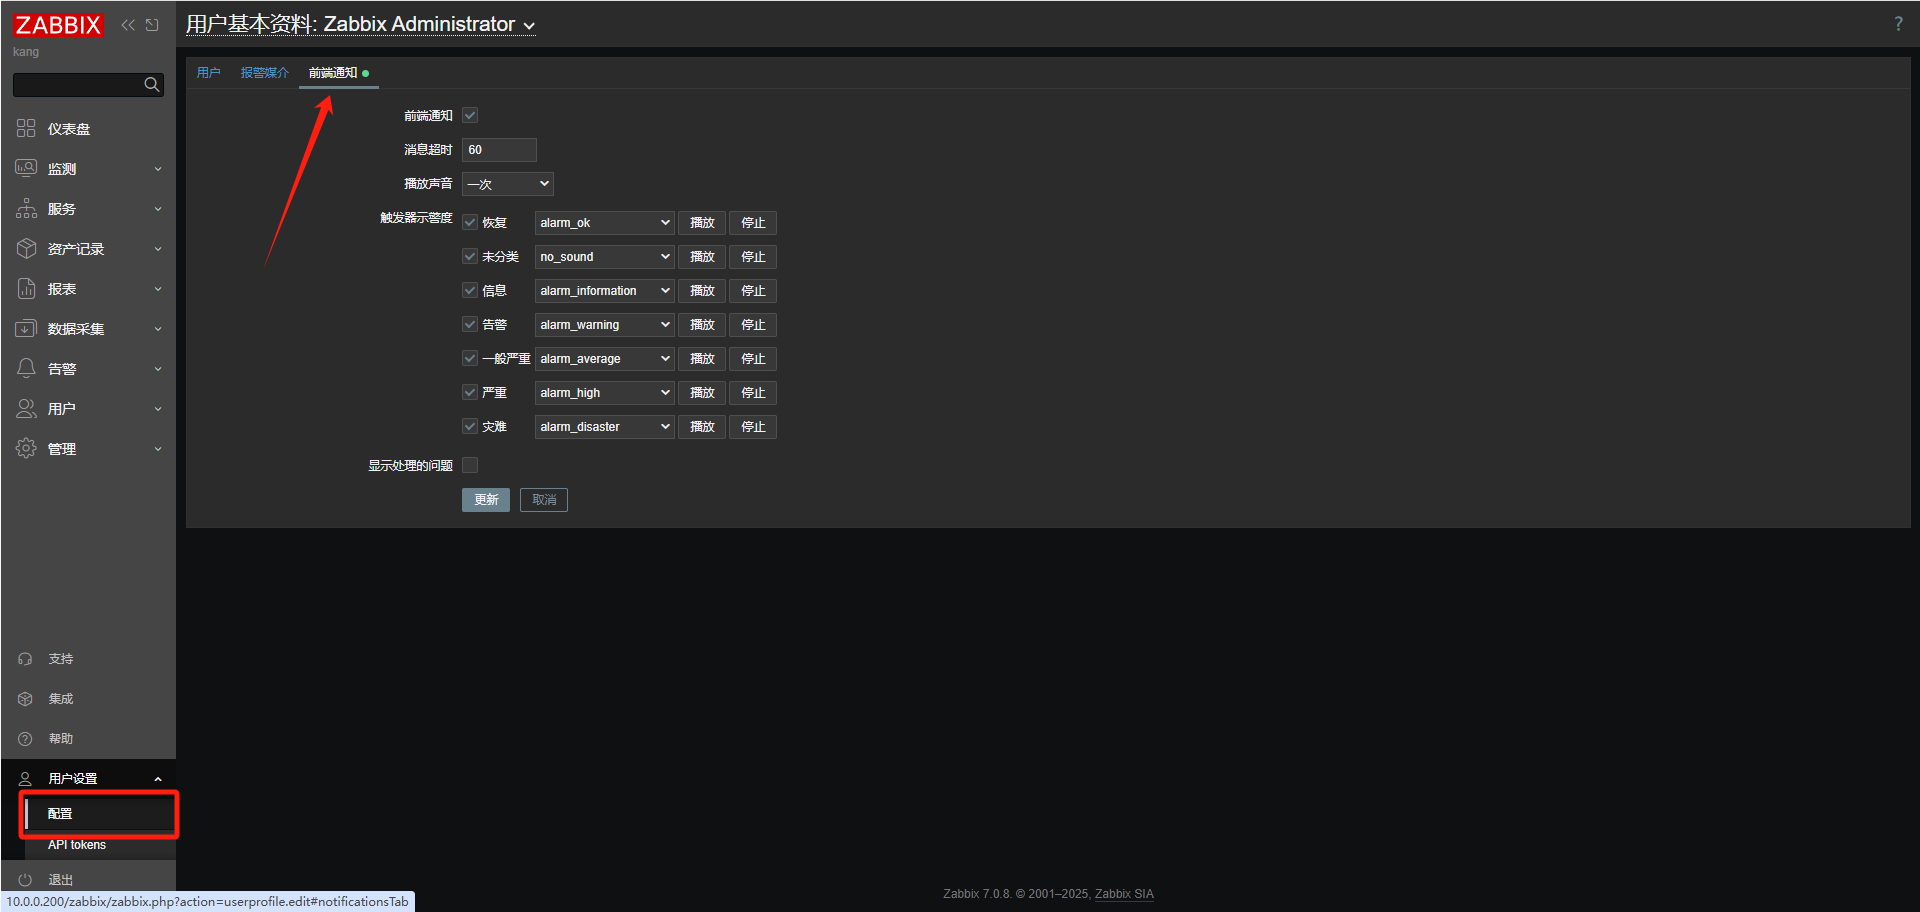 ZABBIX
kang
仪表盘
监测
服务
资产记录
报表
数据采集
告警
用户
管理
支持
集成
帮助
用户设置
配置
API tokens
退出
用户基本资料: Zabbix Administrator
?
用户 报警媒介 前端通知
前端通知
消息超时 60
播放声音 一次
触发器示警度 恢复 alarm_ok 播放 停止
未分类 no_sound 播放 停止
信息 alarm_information 播放 停止
告警 alarm_warning 播放 停止
一般严重 alarm_average 播放 停止
严重 alarm_high 播放 停止
灾难 alarm_disaster 播放 停止
显示处理的问题
更新 取消
Zabbix 7.0.8. © 2001–2025, Zabbix SIA
10.0.0.200/zabbix/zabbix.php?action=userprofile.edit#notificationsTab